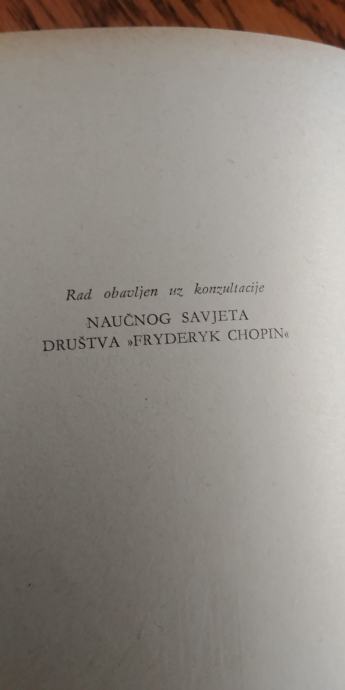 Rad obavljen uz konzultacije
NAUČNOG SAVJETA
DRUŠTVA »FRYDERYK CHOPIN«